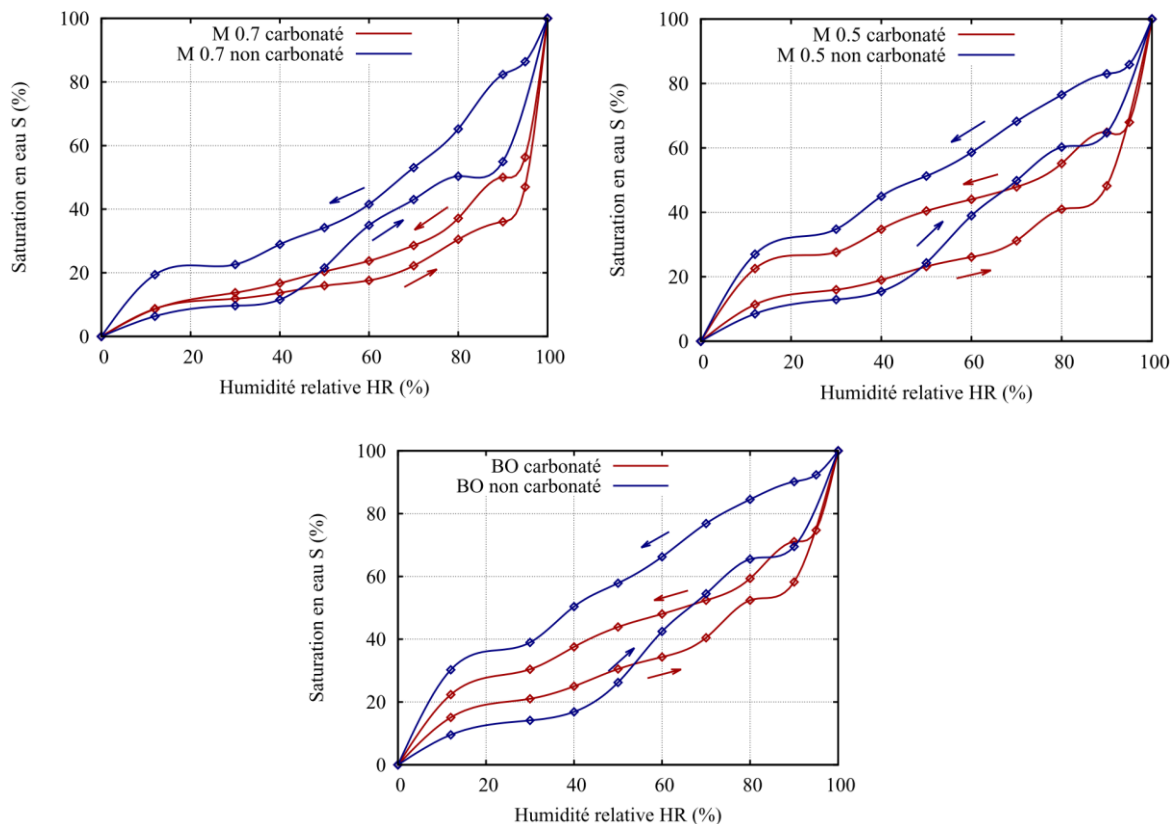 M 0.7 carbonaté
M 0.7 non carbonaté
Saturation en eau S (%)
100
80
60
40
20
0
0 20 40 60 80 100
Humidité relative HR (%)
M 0.5 carbonaté
M 0.5 non carbonaté
Saturation en eau S (%)
100
80
60
40
20
0
0 20 40 60 80 100
Humidité relative HR (%)
BO carbonaté
BO non carbonaté
Saturation en eau S (%)
100
80
60
40
20
0
0 20 40 60 80 100
Humidité relative HR (%)